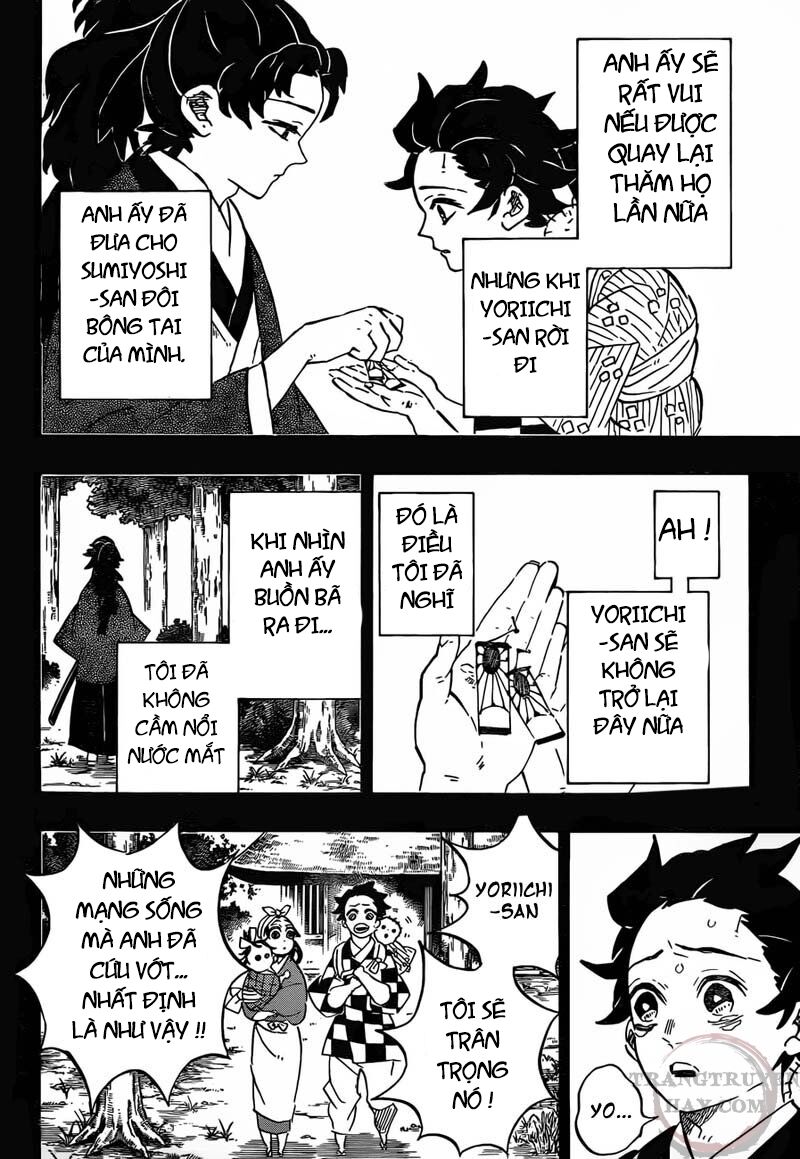 ANH ẤY SẼ
RẤT VUI
NẾU ĐƯỢC
QUAY LẠI
THĂM HỌ
LẦN NỮA
NHƯNG KHI
YORIICHI
-SAN RỜI
ĐI
ANH ẤY ĐÃ
ĐƯA CHO
SUMIYOSHI
-SAN ĐÔI
BÔNG TAI
CỦA MÌNH.
AH !
YORIICHI
-SAN SẼ
KHÔNG
TRỞ LẠI
ĐÂY NỮA
ĐÓ LÀ
ĐIỀU
TÔI ĐÃ
NGHĨ
KHI NHÌN
ANH ẤY
BUỒN BÃ
RA ĐI...
TÔI ĐÃ
KHÔNG
CẦM NỔI
NƯỚC MẮT
YO...
YORIICHI
-SAN
TÔI SẼ
TRÂN
TRỌNG
NÓ !
NHỮNG
MẠNG SỐNG
MÀ ANH ĐÃ
CỨU VỚT...
NHẤT ĐỊNH
LÀ NHƯ VẬY !!
TRANGTRUYEN
HAY.COM